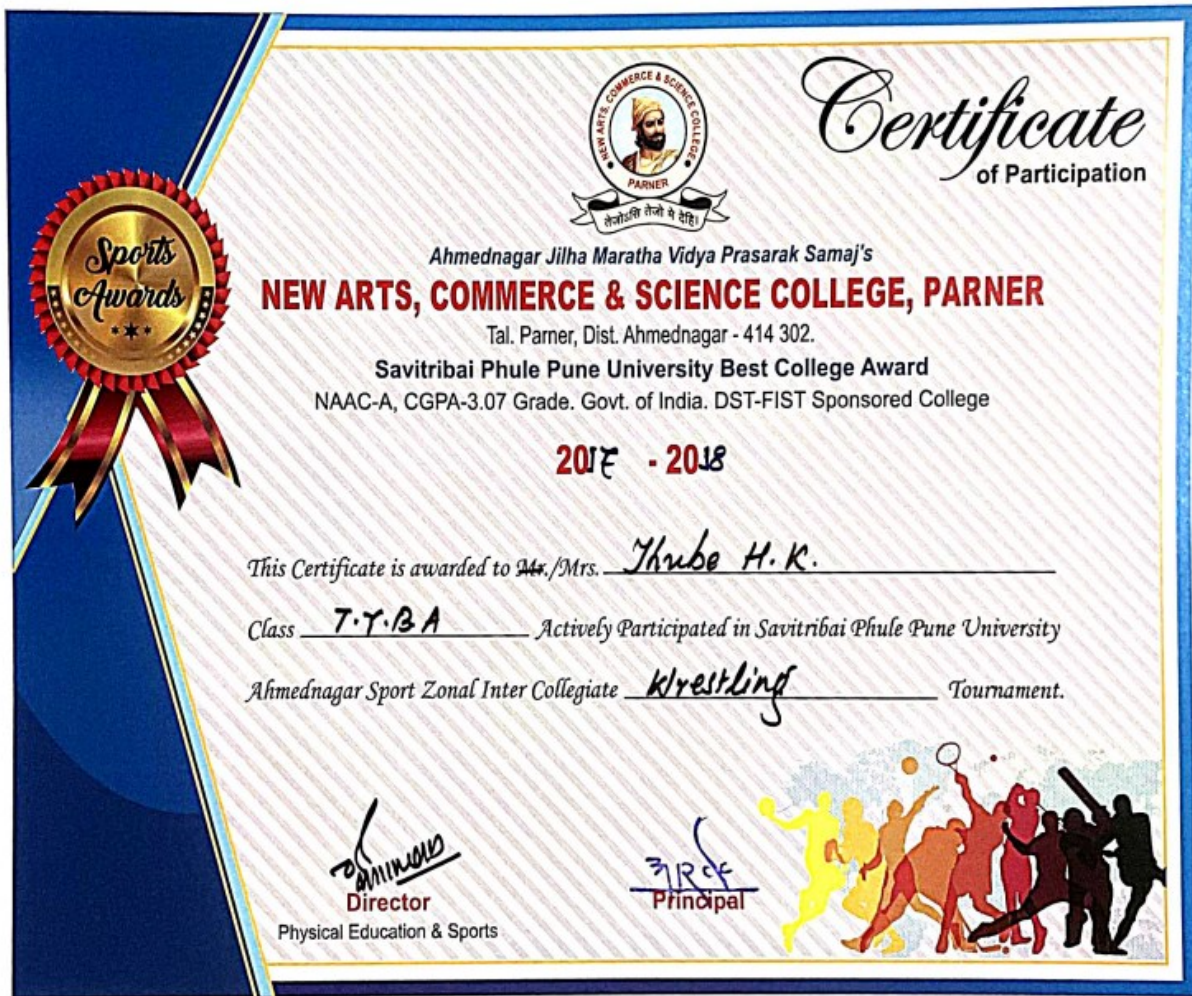 Certificate
of Participation
NEW ARTS, COMMERCE & SCIENCE COLLEGE
PARNER
तेजोऽसि तेजो मे देहि।
Sports
Awards
Ahmednagar Jilha Maratha Vidya Prasarak Samaj's
NEW ARTS, COMMERCE & SCIENCE COLLEGE, PARNER
Tal. Parner, Dist. Ahmednagar - 414 302.
Savitribai Phule Pune University Best College Award
NAAC-A, CGPA-3.07 Grade. Govt. of India. DST-FIST Sponsored College
2017 - 2018
This Certificate is awarded to Mr./Mrs. Thube H.K.
Class T.Y.B A Actively Participated in Savitribai Phule Pune University
Ahmednagar Sport Zonal Inter Collegiate Wrestling Tournament.
Director
Physical Education & Sports
Principal